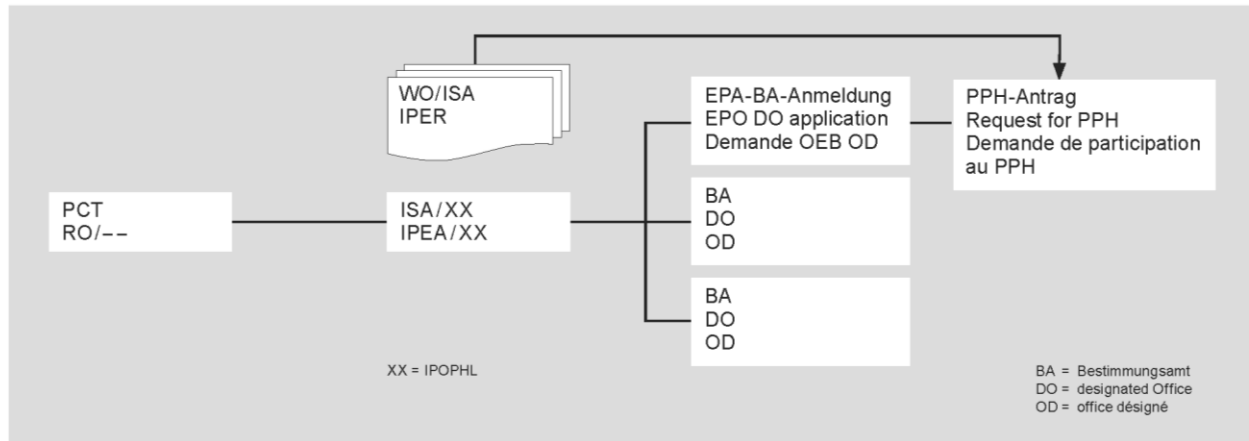 WO/ISA
IPER
EPA-BA-Anmeldung
EPO DO application
Demande OEB OD
PPH-Antrag
Request for PPH
Demande de participation
au PPH
PCT
RO/––
ISA/XX
IPEA/XX
BA
DO
OD
BA
DO
OD
XX = IPOPHL
BA = Bestimmungsamt
DO = designated Office
OD = office désigné